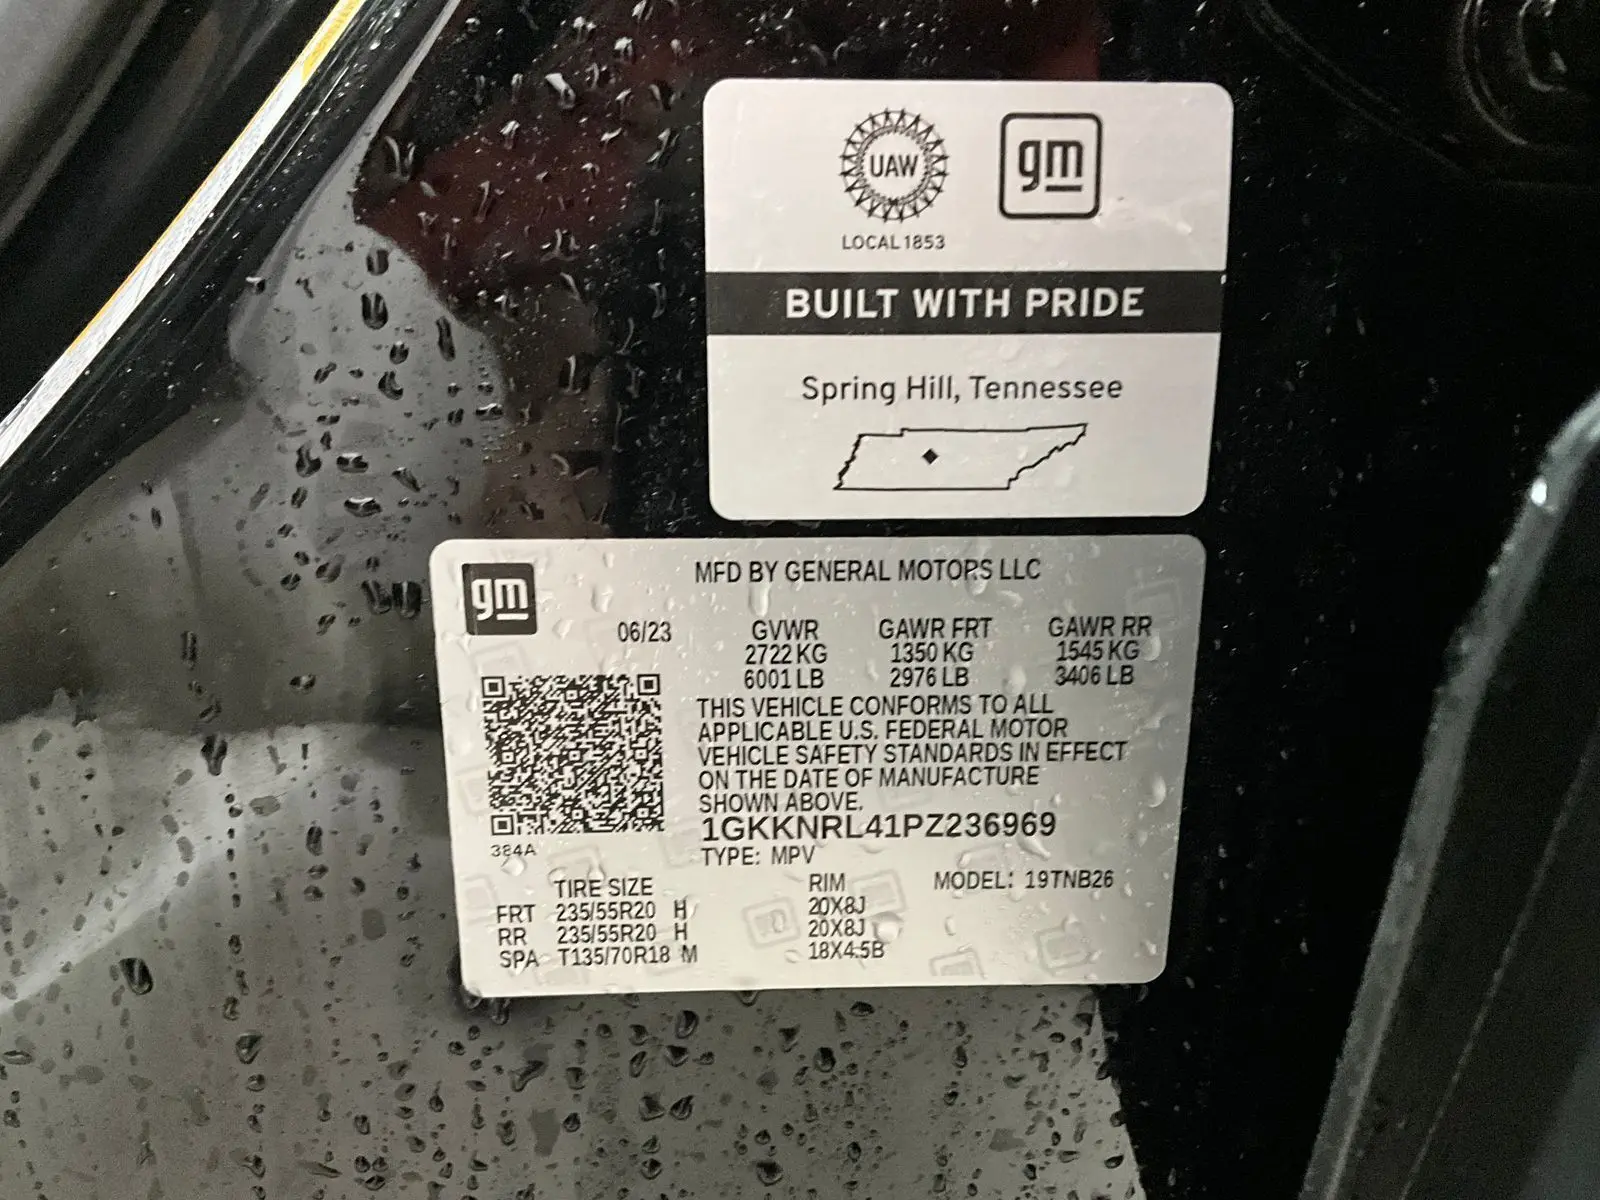 UAW
gm
LOCAL 1853
BUILT WITH PRIDE
Spring Hill, Tennessee
gm
MFD BY GENERAL MOTORS LLC
06/23 GVWR GAWR FRT GAWR RR
2722 KG 1350 KG 1545 KG
6001 LB 2976 LB 3406 LB
THIS VEHICLE CONFORMS TO ALL
APPLICABLE U.S. FEDERAL MOTOR
VEHICLE SAFETY STANDARDS IN EFFECT
ON THE DATE OF MANUFACTURE
SHOWN ABOVE.
1GKKNRL41PZ236969
384A
TYPE: MPV
TIRE SIZE RIM MODEL: 19TNB26
FRT 235/55R20 H 20X8J
RR 235/55R20 H 20X8J
SPA T135/70R18 M 18X4.5B